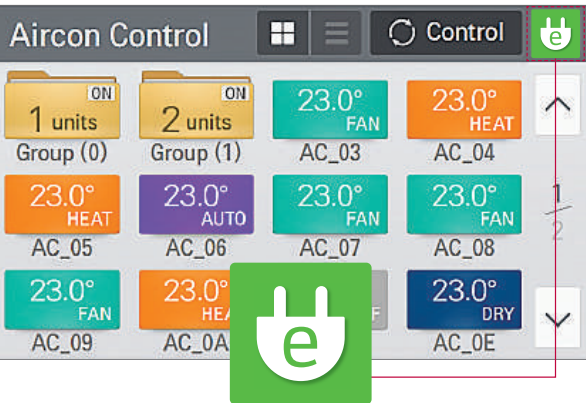 Aircon Control Control e
ON ON
1 units 2 units 23.0° FAN 23.0° HEAT
Group (0) Group (1) AC_03 AC_04
23.0° HEAT 23.0° AUTO 23.0° FAN 23.0° FAN
1/2
AC_05 AC_06 AC_07 AC_08
23.0° FAN 23.0° 23.0° DRY
AC_09 AC_0A AC_0E
e